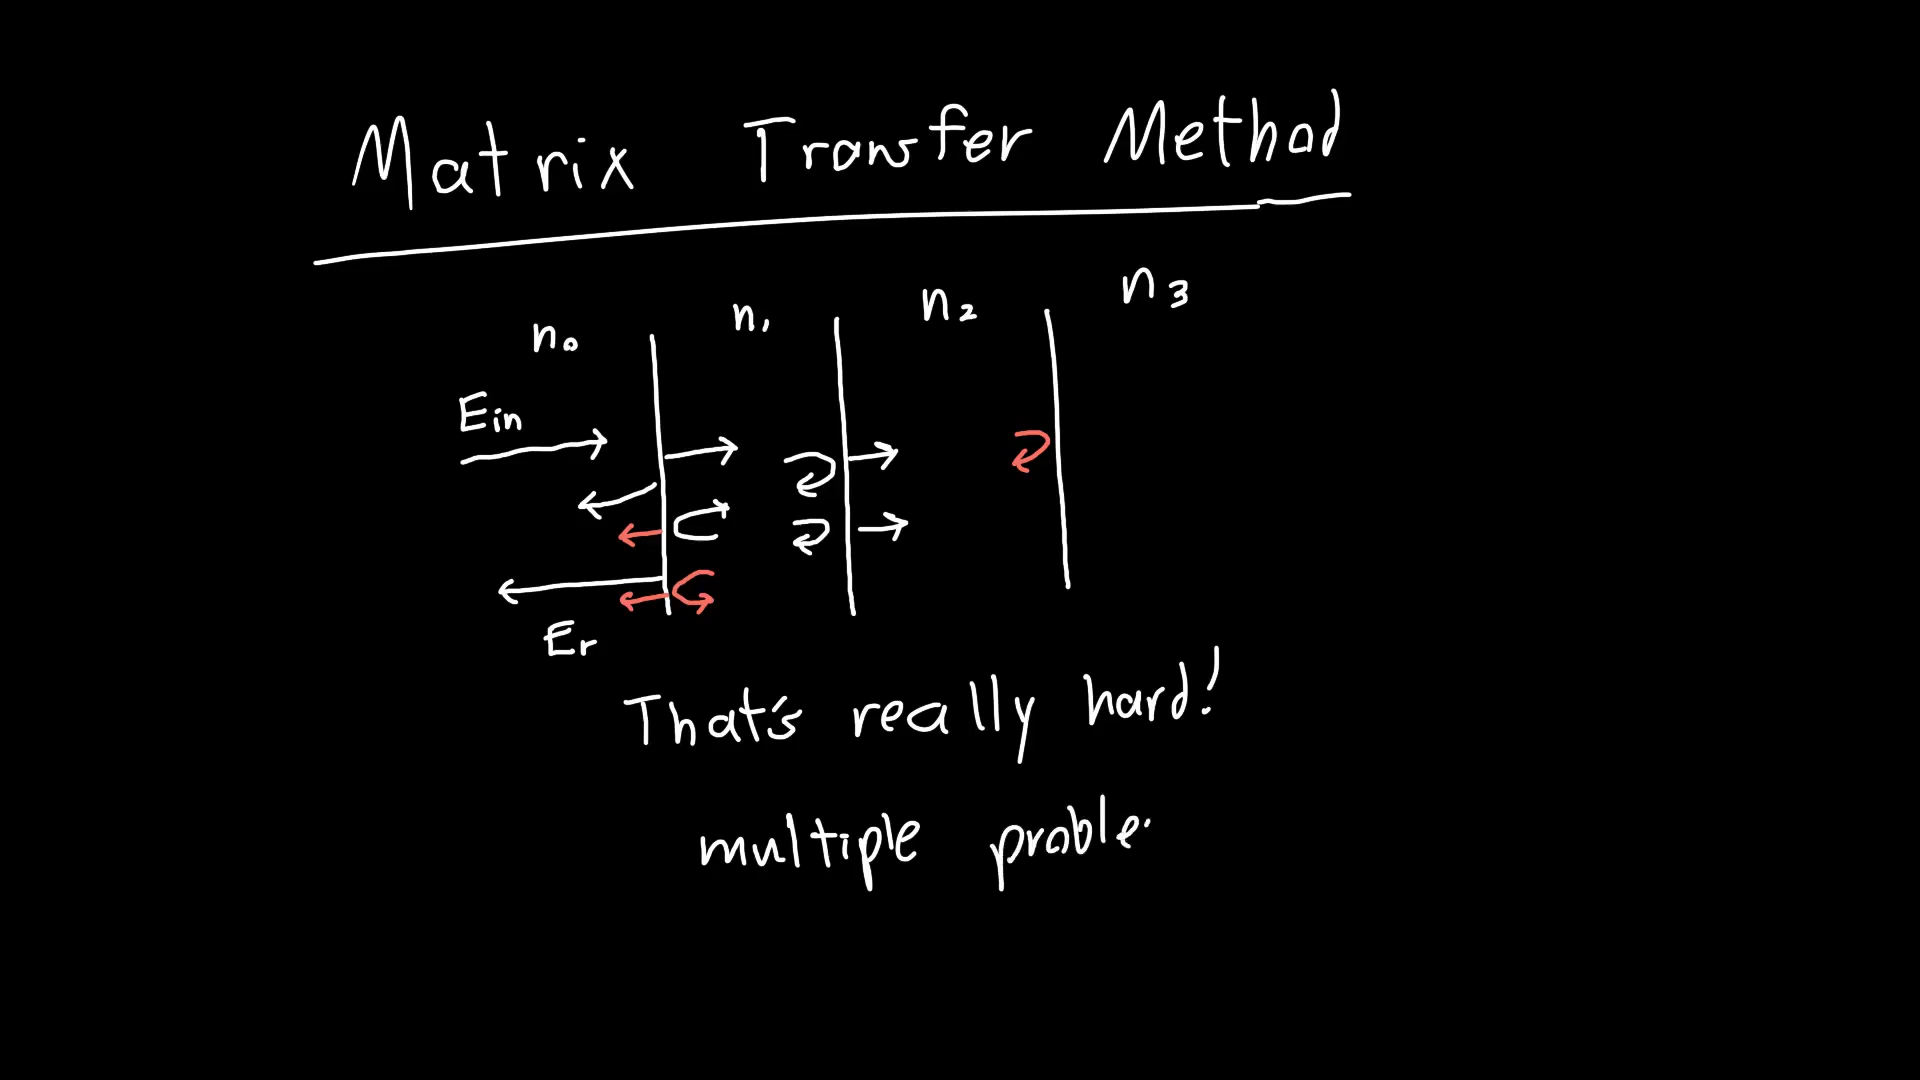 Matrix Transfer Method
n₀ n₁ n₂ n₃
Ein
Er
That's really hard!
multiple proble